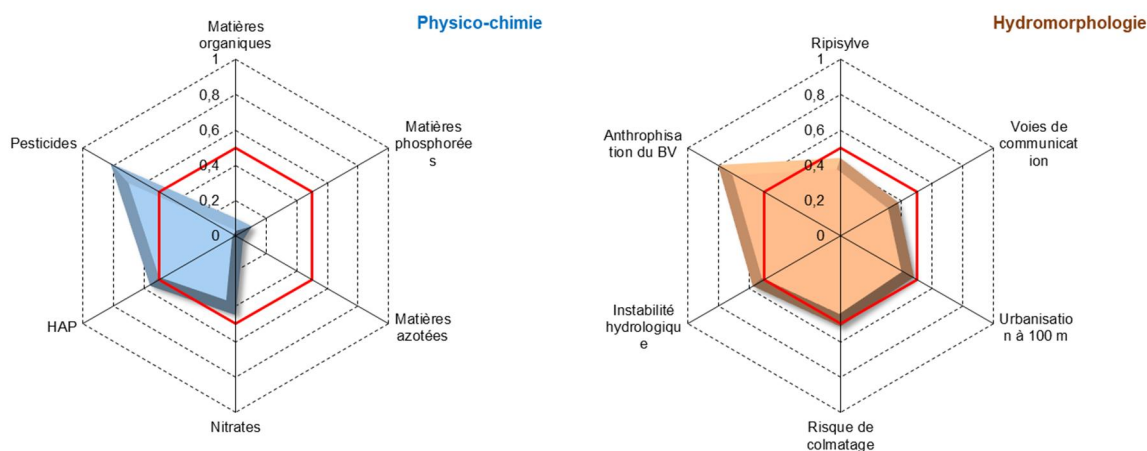 Physico-chimie
Matières
organiques
1
0,8
0,6
0,4
0,2
0
Matières
phosphorée
s
Matières
azotées
Nitrates
HAP
Pesticides
Hydromorphologie
Ripisylve
1
0,8
0,6
0,4
0,2
0
Voies de
communicat
ion
Urbanisatio
n à 100 m
Risque de
colmatage
Instabilité
hydrologiqu
e
Anthrophisa
tion du BV